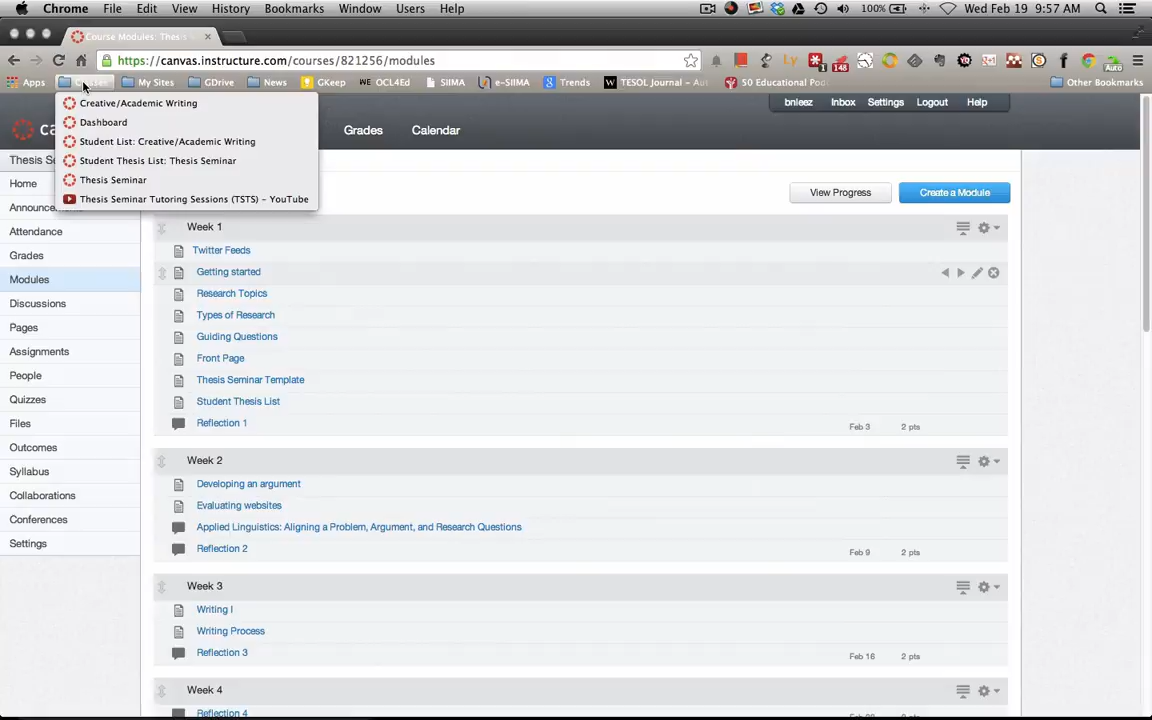 Chrome File Edit View History Bookmarks Window Users Help 100% Wed Feb 19 9:57 AM
Course Modules: Thesis
https://canvas.instructure.com/courses/821256/modules
Apps My Sites GDrive News GKeep OCL4Ed SIIMA e-SIIMA Trends TESOL Journal - Au 50 Educational Pod Other Bookmarks
Creative/Academic Writing
Dashboard
Student List: Creative/Academic Writing
Student Thesis List: Thesis Seminar
Thesis Seminar
Thesis Seminar Tutoring Sessions (TSTS) - YouTube
bnleez Inbox Settings Logout Help
ca Grades Calendar
Thesis Se
Home
Announcements
Attendance
Grades
Modules
Discussions
Pages
Assignments
People
Quizzes
Files
Outcomes
Syllabus
Collaborations
Conferences
Settings
View Progress Create a Module
Week 1
Twitter Feeds
Getting started
Research Topics
Types of Research
Guiding Questions
Front Page
Thesis Seminar Template
Student Thesis List
Reflection 1 Feb 3 2 pts
Week 2
Developing an argument
Evaluating websites
Applied Linguistics: Aligning a Problem, Argument, and Research Questions
Reflection 2 Feb 9 2 pts
Week 3
Writing I
Writing Process
Reflection 3 Feb 16 2 pts
Week 4
Reflection 4